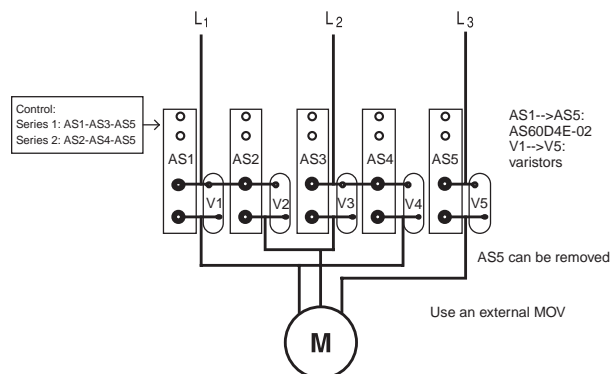 L1
L2
L3
Control:
Series 1: AS1-AS3-AS5
Series 2: AS2-AS4-AS5
AS1
AS2
AS3
AS4
AS5
AS1-->AS5:
AS60D4E-02
V1-->V5:
varistors
V1
V2
V3
V4
V5
AS5 can be removed
Use an external MOV
M